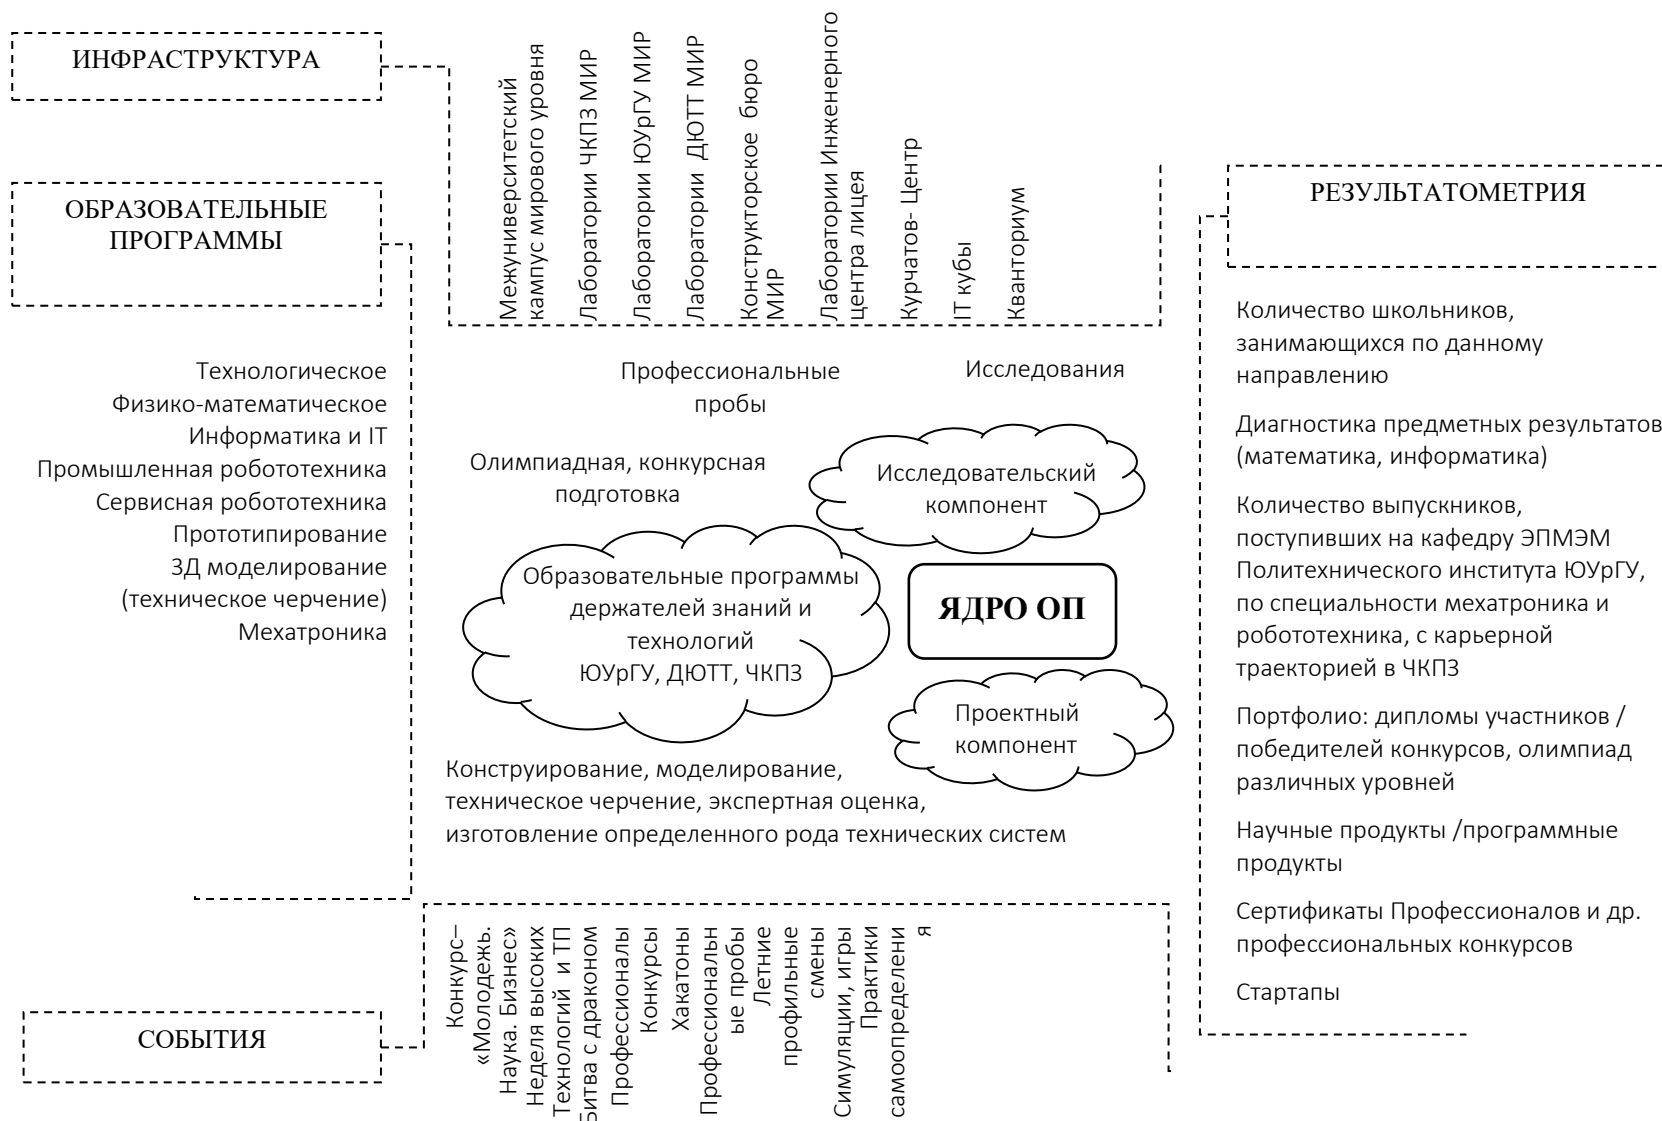 ИНФРАСТРУКТУРА
Межуниверситетский
кампус мирового уровня
Лаборатории ЧКПЗ МИР
Лаборатории ЮУрГУ МИР
Лаборатории ДЮТТ МИР
Конструкторское бюро
МИР
Лаборатории Инженерного
центра лицея
Курчатов- Центр
IT кубы
Кванториум
ОБРАЗОВАТЕЛЬНЫЕ
ПРОГРАММЫ
Технологическое
Физико-математическое
Информатика и IT
Промышленная робототехника
Сервисная робототехника
Прототипирование
3Д моделирование
(техническое черчение)
Мехатроника
Профессиональные
пробы
Исследования
Олимпиадная, конкурсная
подготовка
Исследовательский
компонент
Образовательные программы
держателей знаний и
технологий
ЮУрГУ, ДЮТТ, ЧКПЗ
ЯДРО ОП
Проектный
компонент
Конструирование, моделирование,
техническое черчение, экспертная оценка,
изготовление определенного рода технических систем
РЕЗУЛЬТАТОМЕТРИЯ
Количество школьников,
занимающихся по данному
направлению
Диагностика предметных результатов
(математика, информатика)
Количество выпускников,
поступивших на кафедру ЭПМЭМ
Политехнического института ЮУрГУ,
по специальности мехатроника и
робототехника, с карьерной
траекторией в ЧКПЗ
Портфолио: дипломы участников /
победителей конкурсов, олимпиад
различных уровней
Научные продукты /программные
продукты
Сертификаты Профессионалов и др.
профессиональных конкурсов
Стартапы
СОБЫТИЯ
Конкурс–
«Молодежь.
Наука. Бизнес»
Неделя высоких
Технологий и ТП
Битва с драконом
Профессионалы
Конкурсы
Хакатоны
Профессиональн
ые пробы
Летние
профильные
смены
Симуляции, игры
Практики
самоопределени
я